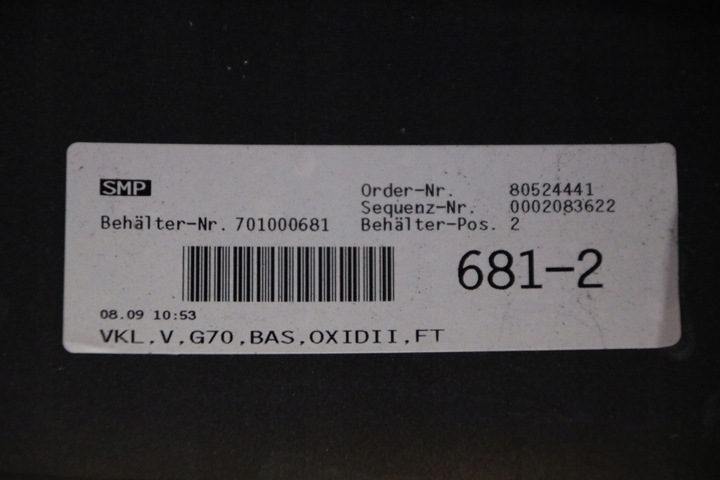 SMP
Order-Nr. 80524441
Sequenz-Nr. 0002083622
Behälter-Nr. 701000681 Behälter-Pos. 2
681-2
08.09 10:53
VKL,V,G70,BAS,OXIDII,FT